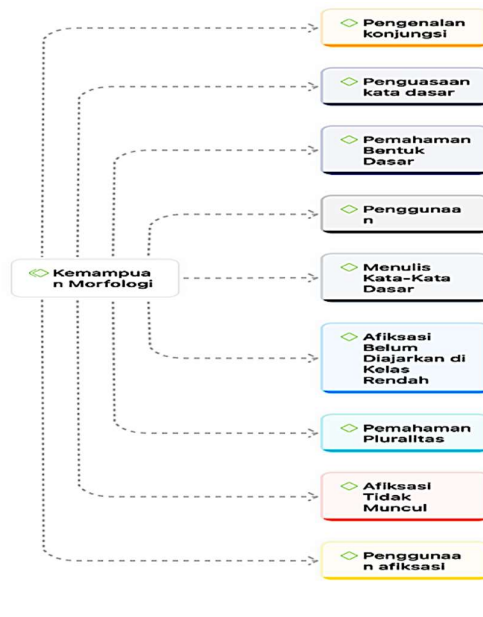 Pengenalan
konjungsi
Penguasaan
kata dasar
Pemahaman
Bentuk
Dasar
Penggunaa
n
Kemampua
n Morfologi
Menulis
Kata-Kata
Dasar
Afiksasi
Belum
Diajarkan di
Kelas
Rendah
Pemahaman
Pluralitas
Afiksasi
Tidak
Muncul
Penggunaa
n afiksasi